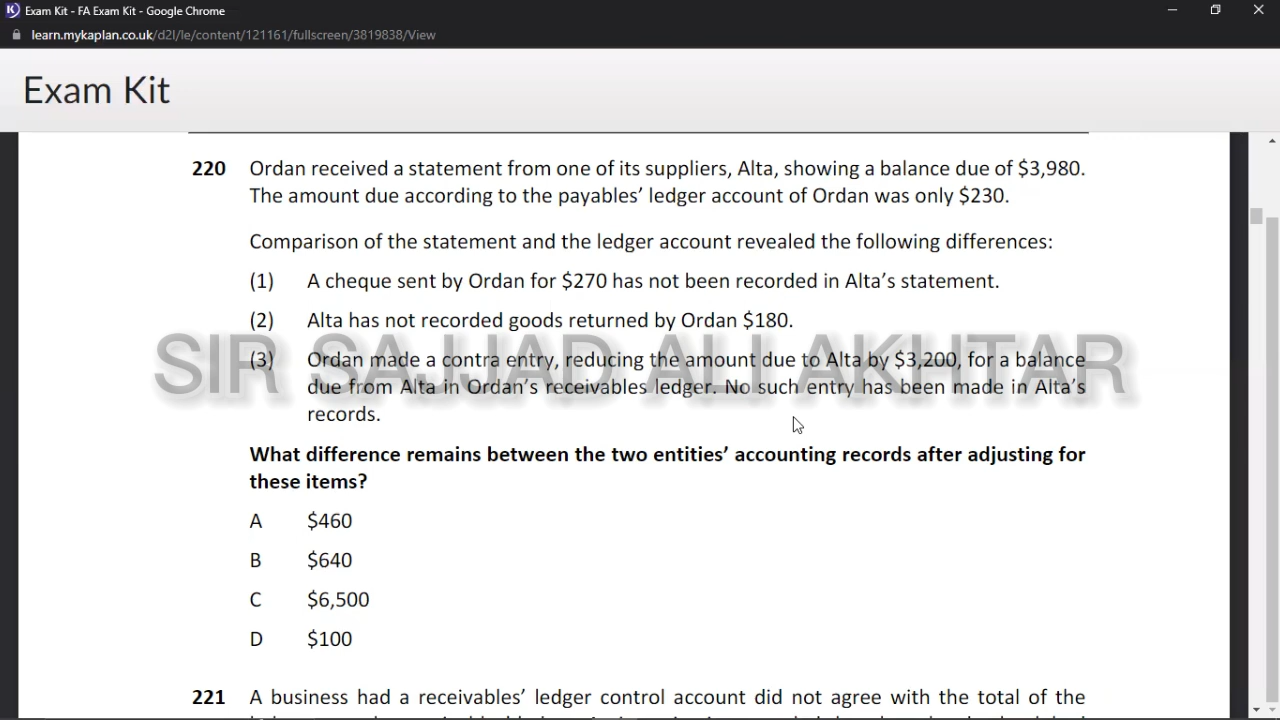 Exam Kit - FA Exam Kit - Google Chrome
learn.mykaplan.co.uk/d2l/le/content/121161/fullscreen/3819838/View
Exam Kit
220 Ordan received a statement from one of its suppliers, Alta, showing a balance due of $3,980.
The amount due according to the payables’ ledger account of Ordan was only $230.
Comparison of the statement and the ledger account revealed the following differences:
(1) A cheque sent by Ordan for $270 has not been recorded in Alta’s statement.
(2) Alta has not recorded goods returned by Ordan $180.
SIR SAJJAD ALI AKHTAR
(3) Ordan made a contra entry, reducing the amount due to Alta by $3,200, for a balance
due from Alta in Ordan’s receivables ledger. No such entry has been made in Alta’s
records.
What difference remains between the two entities’ accounting records after adjusting for
these items?
A $460
B $640
C $6,500
D $100
221 A business had a receivables’ ledger control account did not agree with the total of the